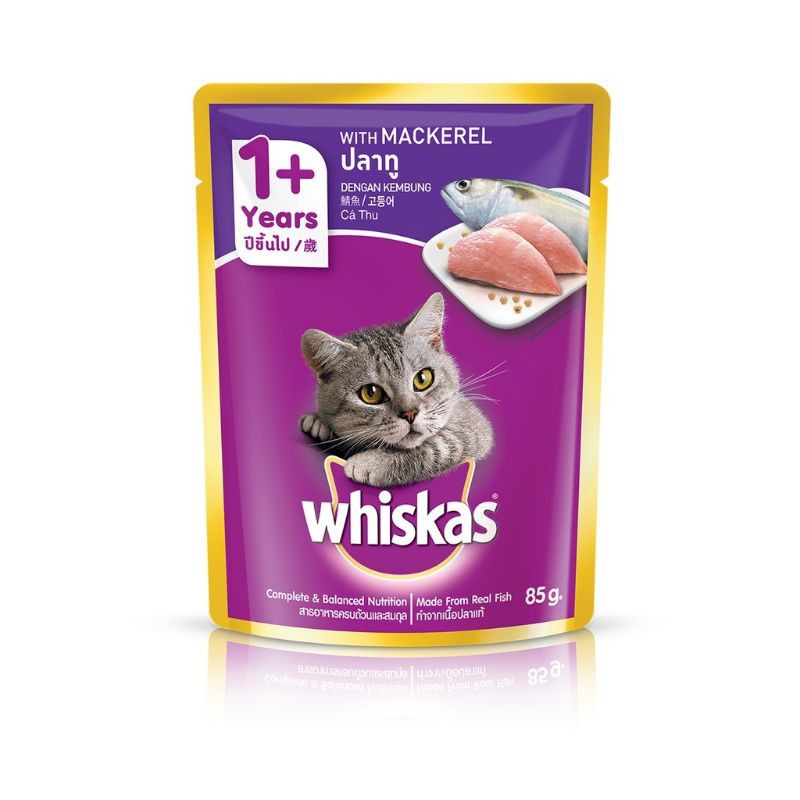 1+
Years
ปีขึ้นไป /歲
WITH MACKEREL
ปลาทู
DENGAN KEMBUNG
鯖魚/고등어
Cá Thu
whiskas®
Complete & Balanced Nutrition
สารอาหารครบถ้วนและสมดุล
Made From Real Fish
ทำจากเนื้อปลาแท้
85 g.